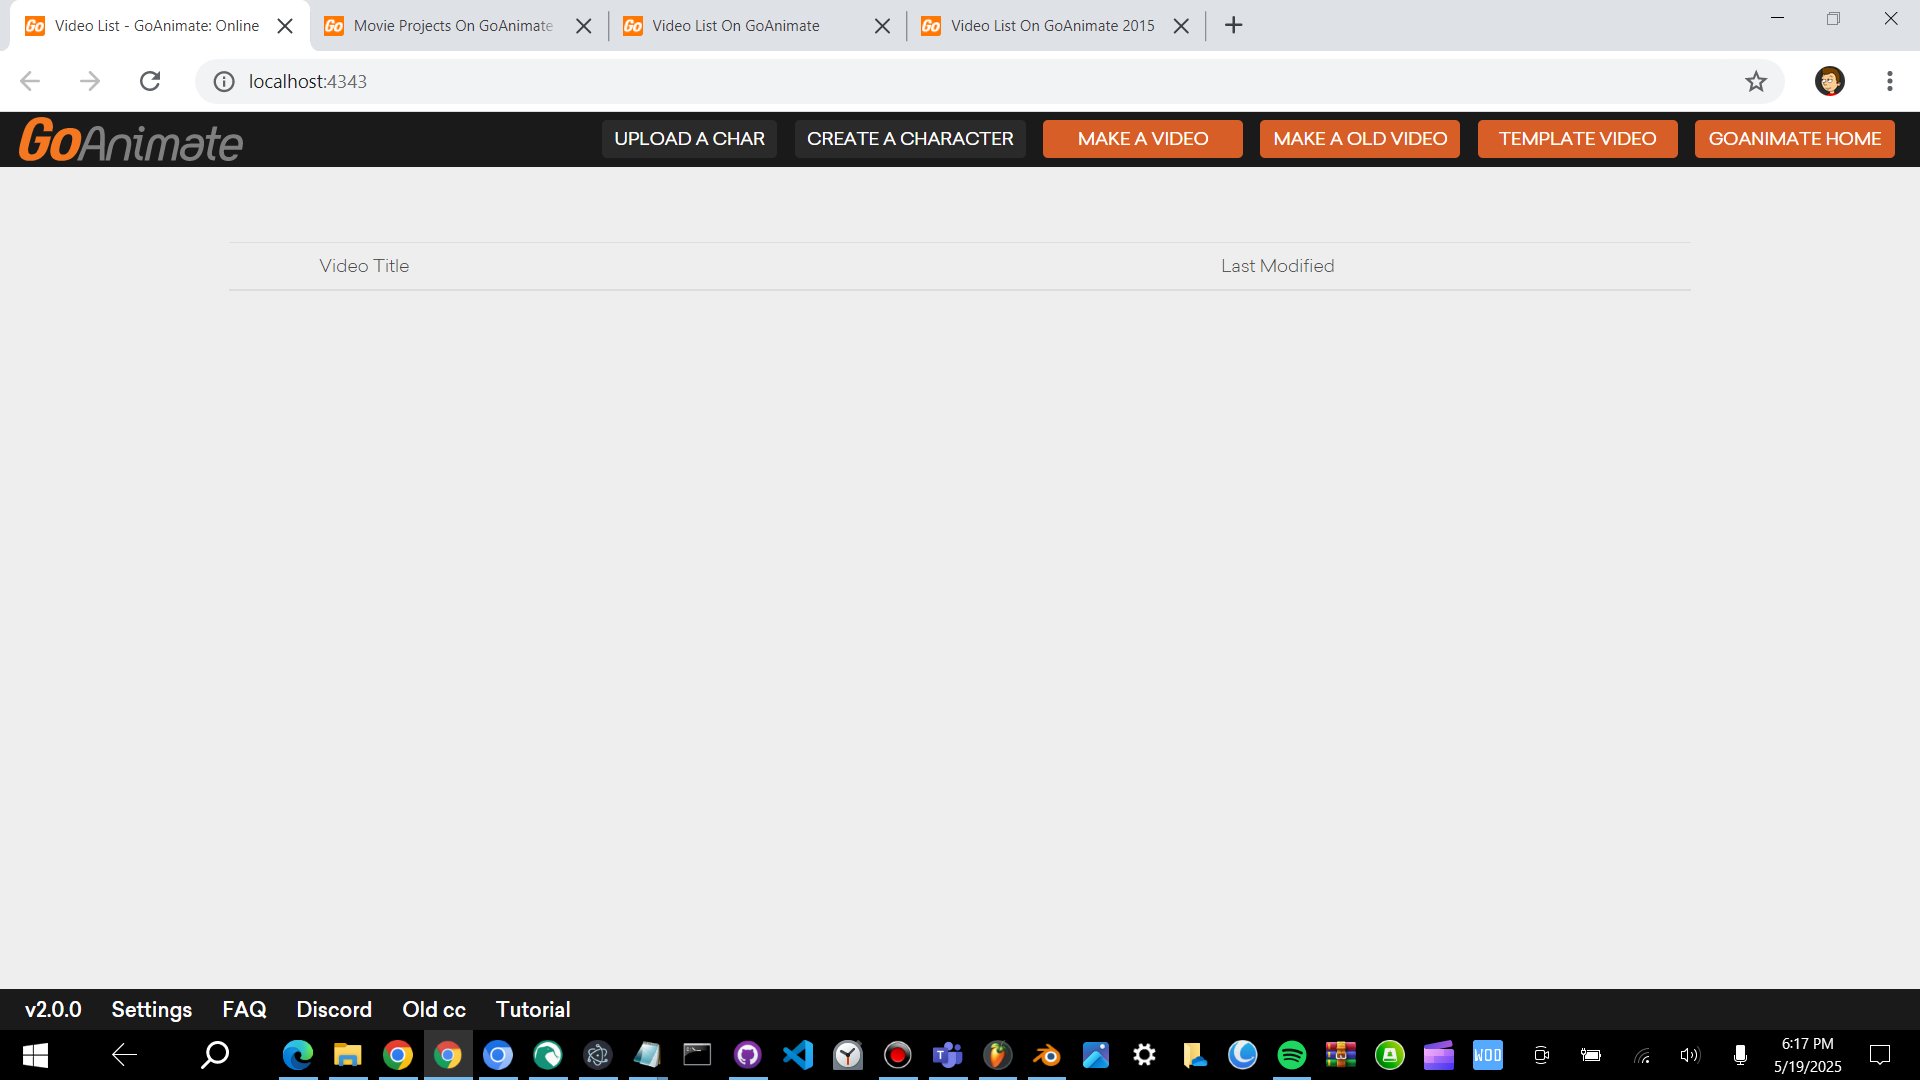 Go Video List - GoAnimate: Online
Go Movie Projects On GoAnimate
Go Video List On GoAnimate
Go Video List On GoAnimate 2015
localhost:4343
GoAnimate
UPLOAD A CHAR
CREATE A CHARACTER
MAKE A VIDEO
MAKE A OLD VIDEO
TEMPLATE VIDEO
GOANIMATE HOME
Video Title
Last Modified
v2.0.0
Settings
FAQ
Discord
Old cc
Tutorial
WOD
6:17 PM
5/19/2025